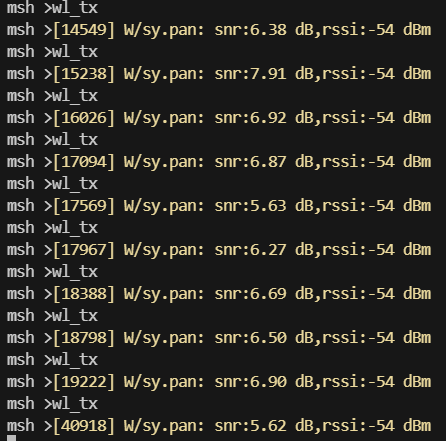 msh >wl_tx
msh >[14549] W/sy.pan: snr:6.38 dB,rssi:-54 dBm
msh >wl_tx
msh >[15238] W/sy.pan: snr:7.91 dB,rssi:-54 dBm
msh >wl_tx
msh >[16026] W/sy.pan: snr:6.92 dB,rssi:-54 dBm
msh >wl_tx
msh >[17094] W/sy.pan: snr:6.87 dB,rssi:-54 dBm
msh >wl_tx
msh >[17569] W/sy.pan: snr:5.63 dB,rssi:-54 dBm
msh >wl_tx
msh >[17967] W/sy.pan: snr:6.27 dB,rssi:-54 dBm
msh >wl_tx
msh >[18388] W/sy.pan: snr:6.69 dB,rssi:-54 dBm
msh >wl_tx
msh >[18798] W/sy.pan: snr:6.50 dB,rssi:-54 dBm
msh >wl_tx
msh >[19222] W/sy.pan: snr:6.90 dB,rssi:-54 dBm
msh >wl_tx
msh >[40918] W/sy.pan: snr:5.62 dB,rssi:-54 dBm